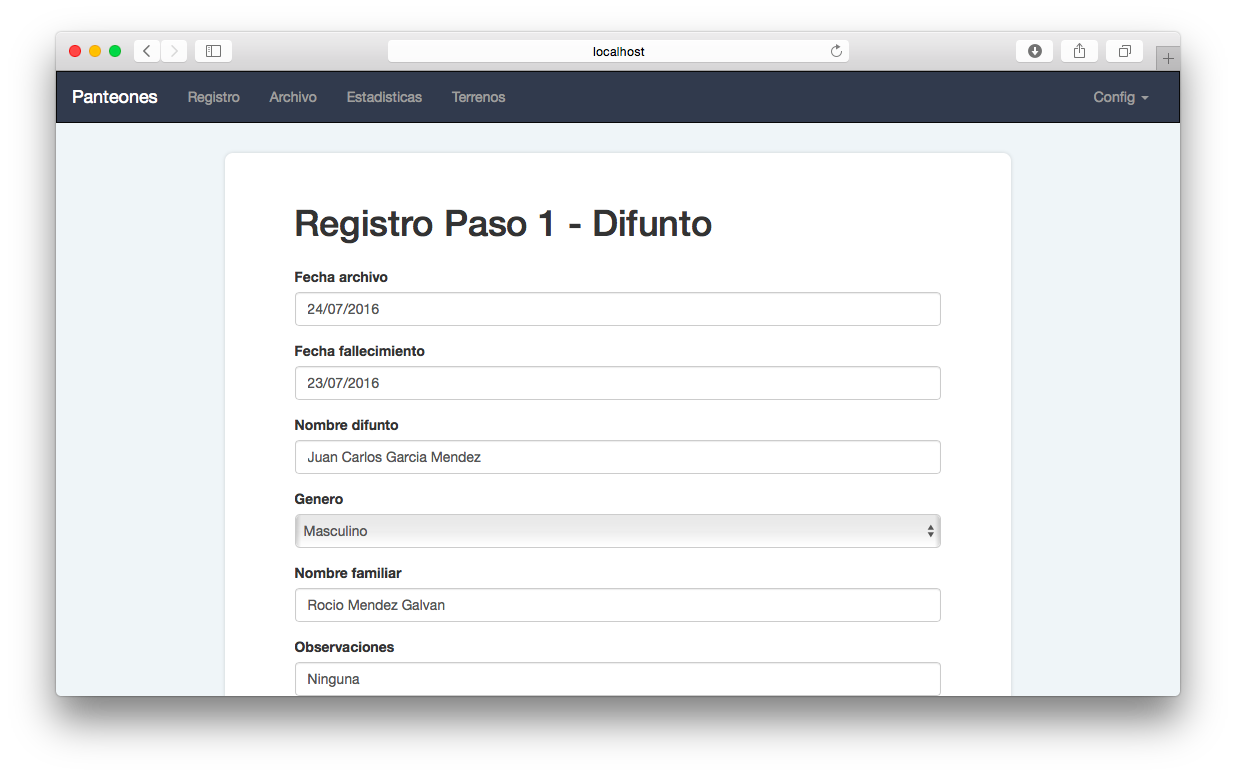 localhost
Panteones Registro Archivo Estadisticas Terrenos Config
Registro Paso 1 - Difunto
Fecha archivo
24/07/2016
Fecha fallecimiento
23/07/2016
Nombre difunto
Juan Carlos Garcia Mendez
Genero
Masculino
Nombre familiar
Rocio Mendez Galvan
Observaciones
Ninguna